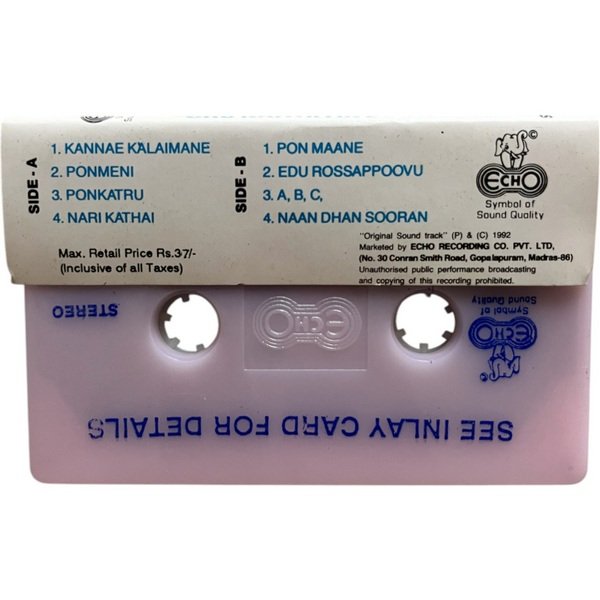 SIDE - A
1. KANNAE KALAIMANE
2. PONMENI
3. PONKATRU
4. NARI KATHAI
Max. Retail Price Rs.37/-
(Inclusive of all Taxes)
SIDE - B
1. PON MAANE
2. EDU ROSSAPPOOVU
3. A, B, C,
4. NAAN DHAN SOORAN
©
ECHO
Symbol of
Sound Quality
"Original Sound track" (P) & (C) 1992
Marketed by ECHO RECORDING CO. PVT. LTD,
(No. 30 Conran Smith Road, Gopalapuram, Madras-86)
Unauthorised public performance broadcasting
and copying of this recording prohibited.
STEREO
ECHO
Symbol of
Sound Quality
ECHO
©
SEE INLAY CARD FOR DETAILS